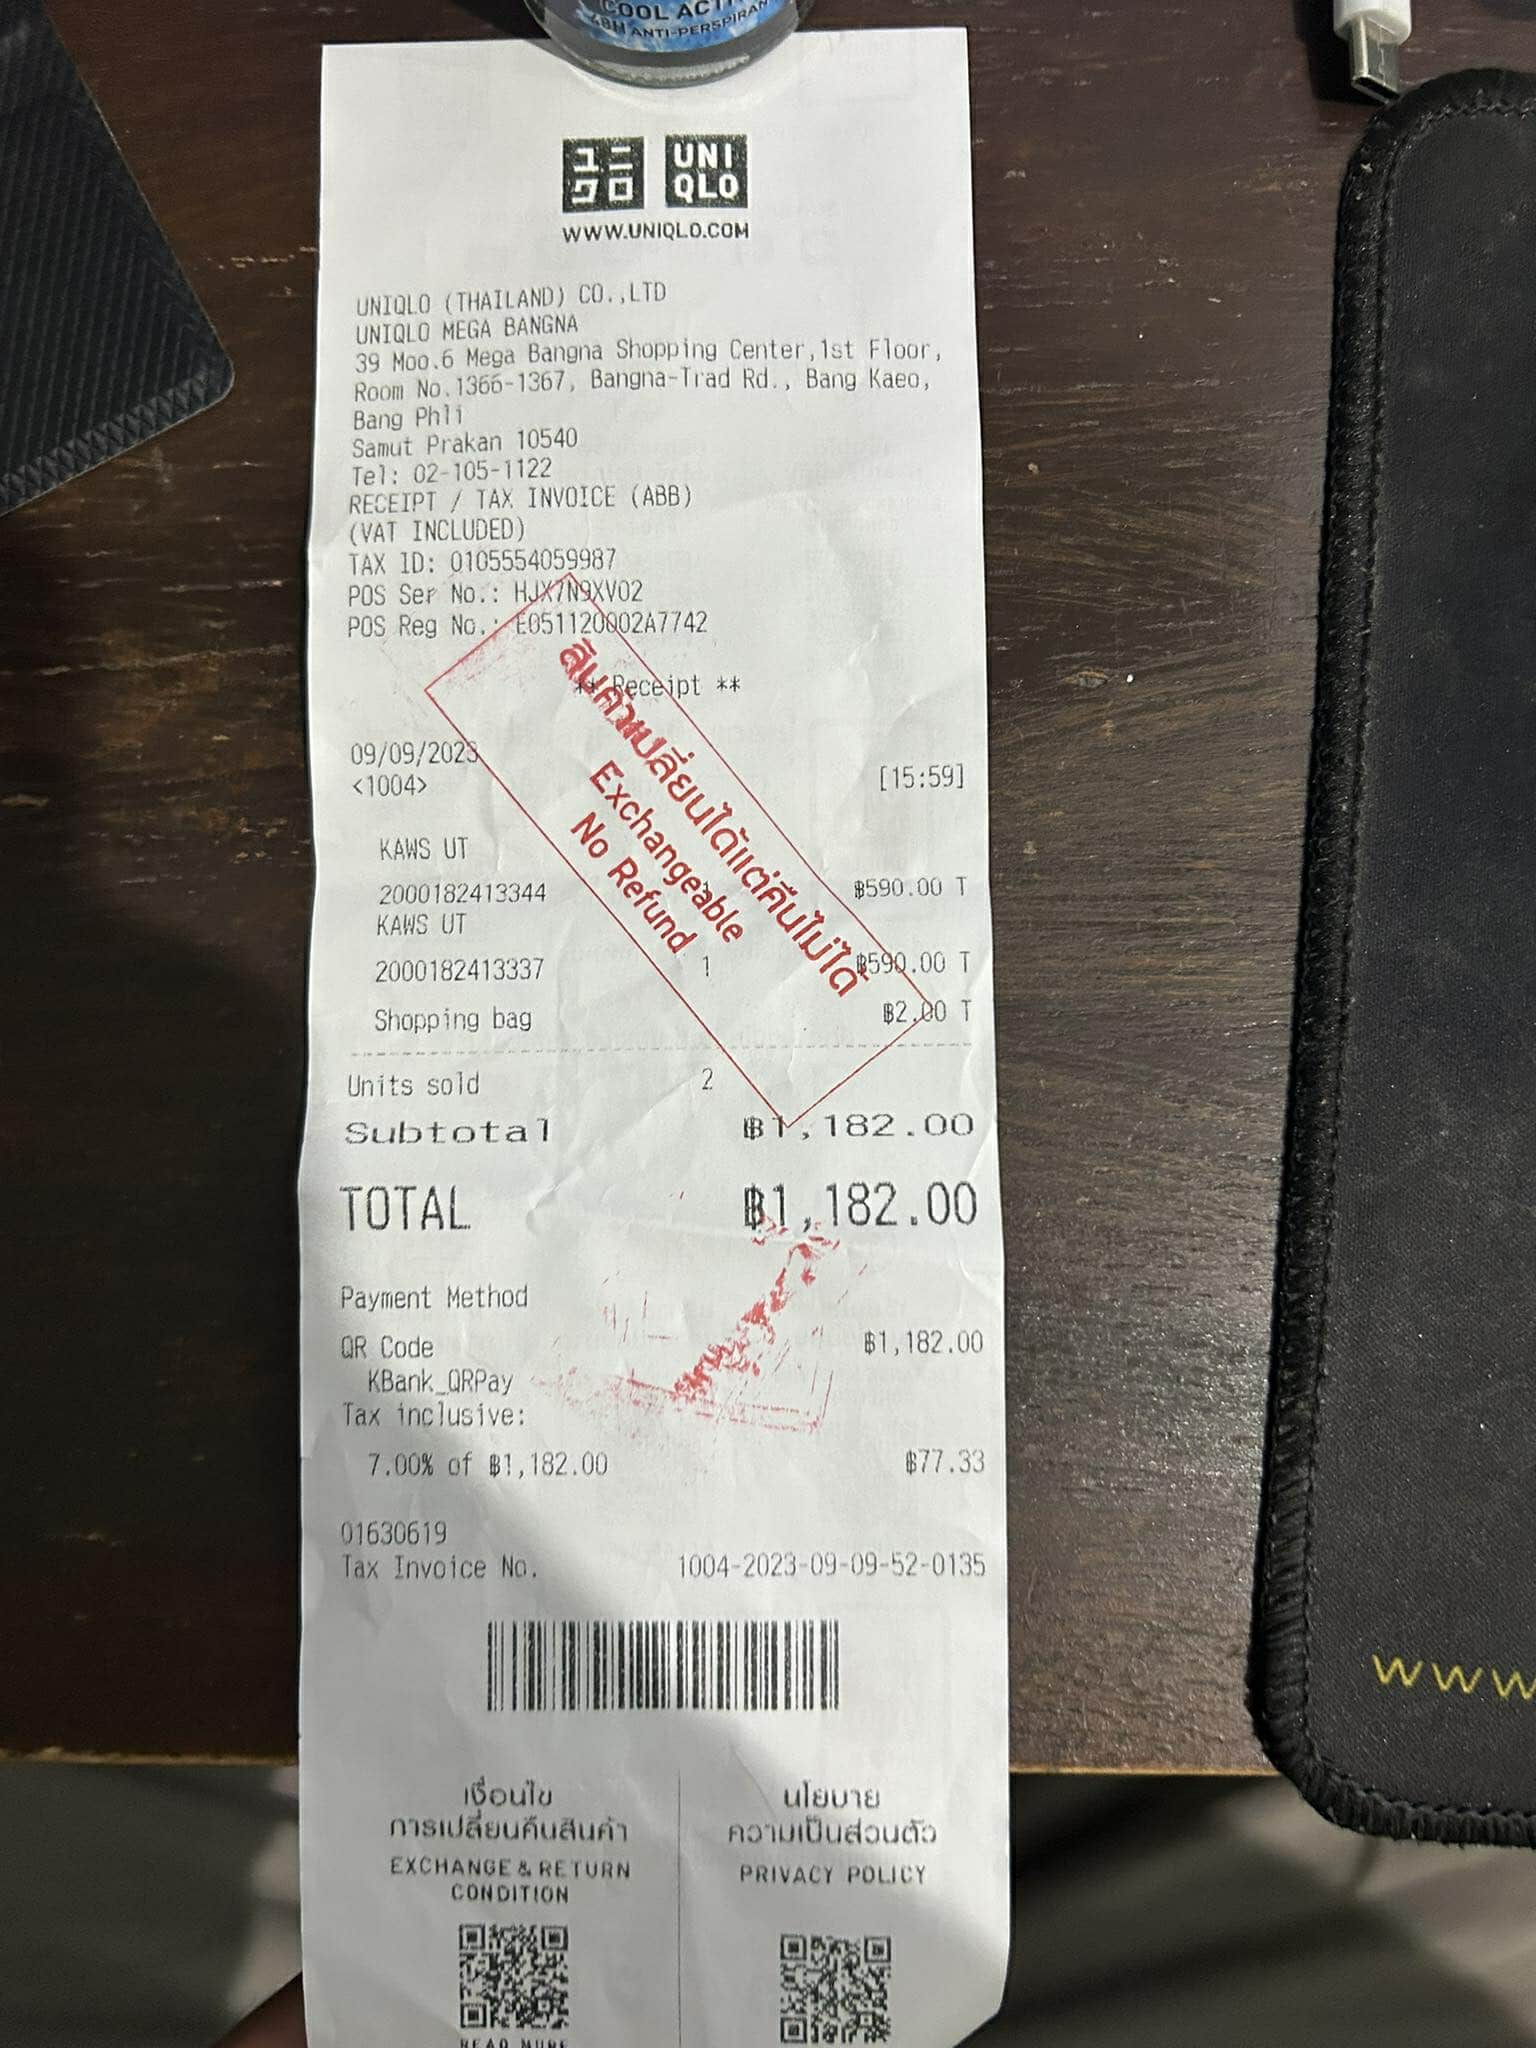 COOL ACTI
48H ANTI-PERSPIRAN
ユニ
クロ
UNI
QLO
WWW.UNIQLO.COM
UNIQLO (THAILAND) CO.,LTD
UNIQLO MEGA BANGNA
39 Moo.6 Mega Bangna Shopping Center,1st Floor,
Room No.1366-1367, Bangna-Trad Rd., Bang Kaeo,
Bang Phli
Samut Prakan 10540
Tel: 02-105-1122
RECEIPT / TAX INVOICE (ABB)
(VAT INCLUDED)
TAX ID: 0105554059987
POS Ser No.: HJX7N9XV02
POS Reg No.: E051120002A7742
** Receipt **
สินค้าเปลี่ยนได้แต่คืนไม่ได้
Exchangeable
No Refund
09/09/2023
<1004> [15:59]
KAWS UT
2000182413344 1 ฿590.00 T
KAWS UT
2000182413337 1 ฿590.00 T
Shopping bag ฿2.00 T
Units sold 2
Subtotal ฿1,182.00
TOTAL ฿1,182.00
Payment Method
QR Code ฿1,182.00
KBank_QRPay
Tax inclusive:
7.00% of ฿1,182.00 ฿77.33
01630619
Tax Invoice No. 1004-2023-09-09-52-0135
เงื่อนไข
การเปลี่ยนคืนสินค้า
EXCHANGE & RETURN
CONDITION
READ MORE
นโยบาย
ความเป็นส่วนตัว
PRIVACY POLICY
www